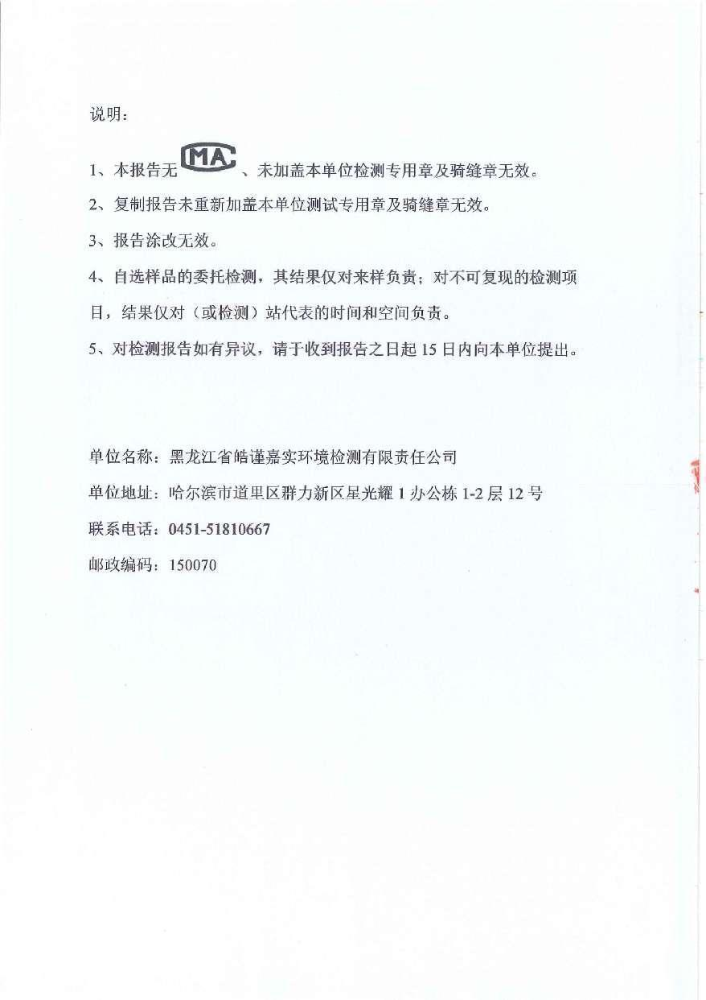 说明：
1、本报告无 CMA 、未加盖本单位检测专用章及骑缝章无效。
2、复制报告未重新加盖本单位测试专用章及骑缝章无效。
3、报告涂改无效。
4、自选样品的委托检测，其结果仅对来样负责；对不可复现的检测项
目，结果仅对（或检测）站代表的时间和空间负责。
5、对检测报告如有异议，请于收到报告之日起 15 日内向本单位提出。
单位名称：黑龙江省皓谨嘉实环境检测有限责任公司
单位地址：哈尔滨市道里区群力新区星光耀 1 办公栋 1-2 层 12 号
联系电话：0451-51810667
邮政编码：150070